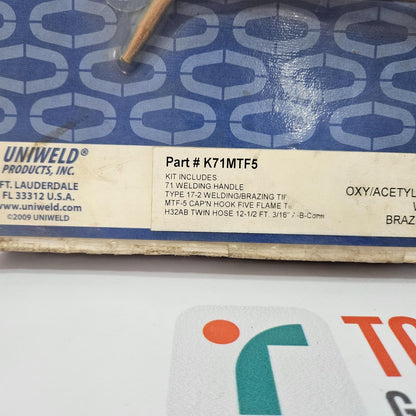 UNIWELD®
PRODUCTS, INC.
FT. LAUDERDALE
FL 33312 U.S.A.
www.uniweld.com
©2009 UNIWELD
Part # K71MTF5
KIT INCLUDES
71 WELDING HANDLE
TYPE 17-2 WELDING/BRAZING TIP
MTF-5 CAP'N HOOK FIVE FLAME
H32AB TWIN HOSE 12-1/2 FT. 3/16"
OXY/ACETYL
W
BRAZ
TO
G